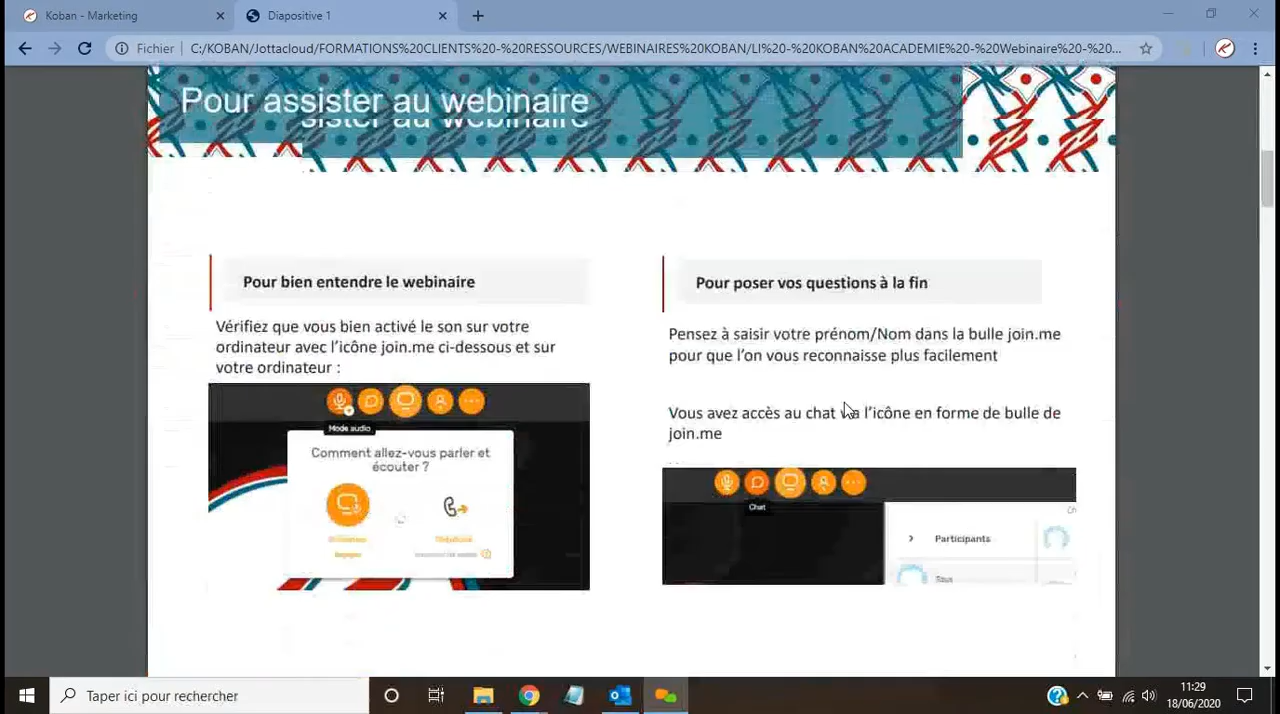 Koban - Marketing
Diapositive 1
Fichier
C:/KOBAN/Jottacloud/FORMATIONS%20CLIENTS%20-%20RESSOURCES/WEBINAIRES%20KOBAN/LI%20-%20KOBAN%20ACADEMIE%20-%20Webinaire%20-%20...
Pour assister au webinaire
sister au webinaire
Pour bien entendre le webinaire
Vérifiez que vous bien activé le son sur votre
ordinateur avec l'icône join.me ci-dessous et sur
votre ordinateur :
Mode audio
Comment allez-vous parler et
écouter ?
Pour poser vos questions à la fin
Pensez à saisir votre prénom/Nom dans la bulle join.me
pour que l'on vous reconnaisse plus facilement
Vous avez accès au chat via l'icône en forme de bulle de
join.me
Chat
Participants
Taper ici pour rechercher
11:29
18/06/2020